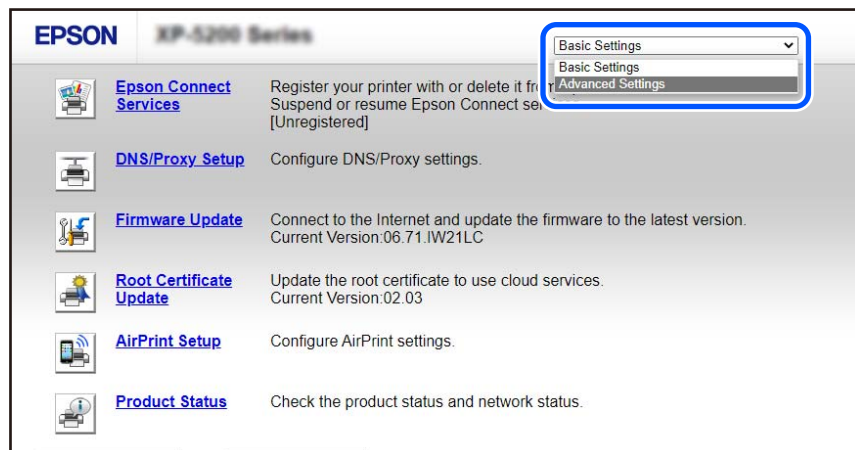 EPSON XP-5200 Series
Basic Settings
Basic Settings
Advanced Settings
Epson Connect Services
Register your printer with or delete it fr
Suspend or resume Epson Connect ser
[Unregistered]
DNS/Proxy Setup
Configure DNS/Proxy settings.
Firmware Update
Connect to the Internet and update the firmware to the latest version.
Current Version:06.71.IW21LC
Root Certificate
Update
Update the root certificate to use cloud services.
Current Version:02.03
AirPrint Setup
Configure AirPrint settings.
Product Status
Check the product status and network status.